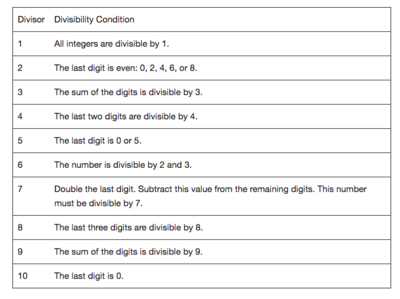 Divisor Divisibility Condition
1 All integers are divisible by 1.
2 The last digit is even: 0, 2, 4, 6, or 8.
3 The sum of the digits is divisible by 3.
4 The last two digits are divisible by 4.
5 The last digit is 0 or 5.
6 The number is divisible by 2 and 3.
7 Double the last digit. Subtract this value from the remaining digits. This number
must be divisible by 7.
8 The last three digits are divisible by 8.
9 The sum of the digits is divisible by 9.
10 The last digit is 0.